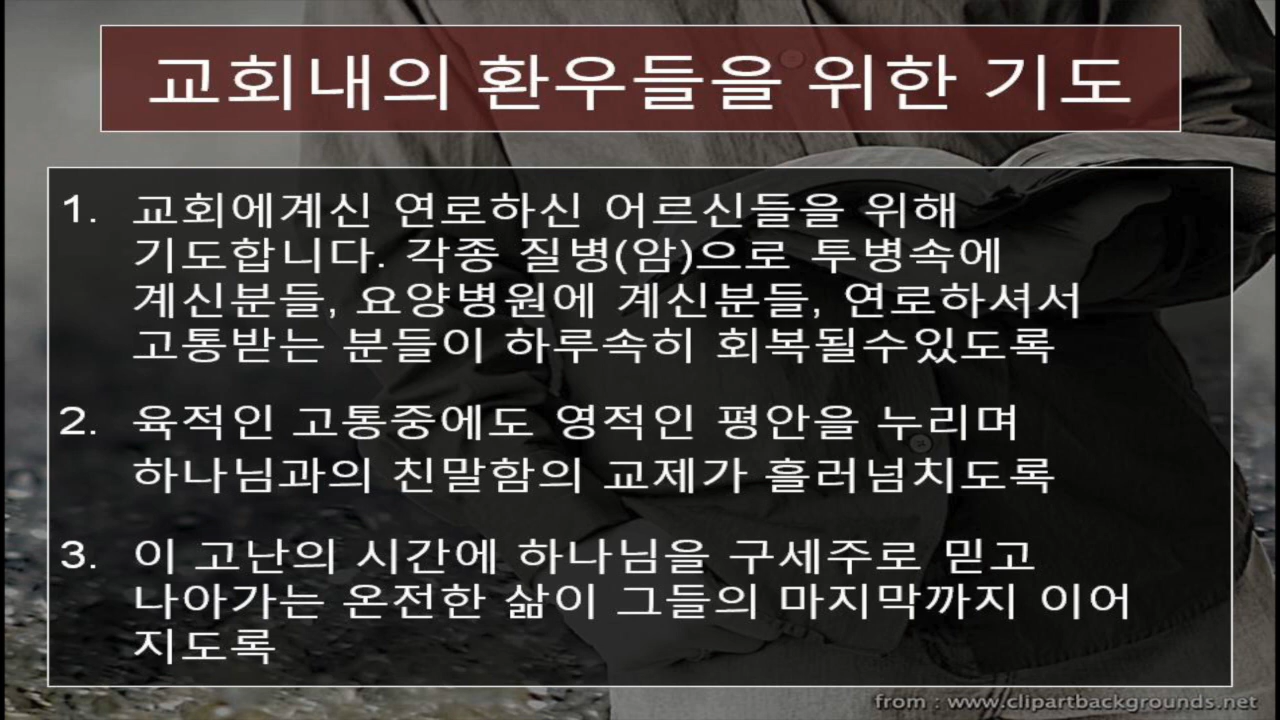 교회내의 환우들을 위한 기도
1. 교회에계신 연로하신 어르신들을 위해
기도합니다. 각종 질병(암)으로 투병속에
계신분들, 요양병원에 계신분들, 연로하셔서
고통받는 분들이 하루속히 회복될수있도록
2. 육적인 고통중에도 영적인 평안을 누리며
하나님과의 친말함의 교제가 흘러넘치도록
3. 이 고난의 시간에 하나님을 구세주로 믿고
나아가는 온전한 삶이 그들의 마지막까지 이어
지도록
from : www.clipartbackgrounds.net